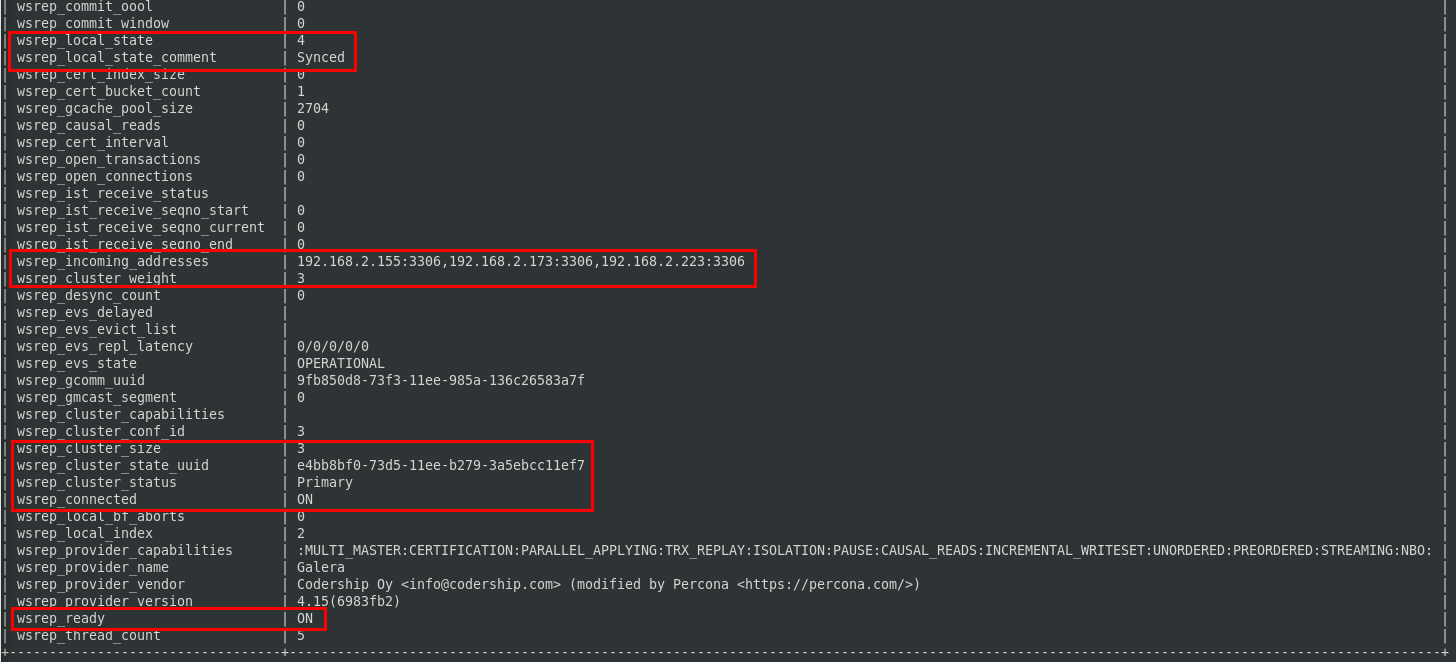 | wsrep_commit_oool | 0 |
| wsrep_commit_window | 0 |
| wsrep_local_state | 4 |
| wsrep_local_state_comment | Synced |
| wsrep_cert_index_size | 0 |
| wsrep_cert_bucket_count | 1 |
| wsrep_gcache_pool_size | 2704 |
| wsrep_causal_reads | 0 |
| wsrep_cert_interval | 0 |
| wsrep_open_transactions | 0 |
| wsrep_open_connections | 0 |
| wsrep_ist_receive_status | |
| wsrep_ist_receive_seqno_start | 0 |
| wsrep_ist_receive_seqno_current | 0 |
| wsrep_ist_receive_seqno_end | 0 |
| wsrep_incoming_addresses | 192.168.2.155:3306,192.168.2.173:3306,192.168.2.223:3306 |
| wsrep_cluster_weight | 3 |
| wsrep_desync_count | 0 |
| wsrep_evs_delayed | |
| wsrep_evs_evict_list | |
| wsrep_evs_repl_latency | 0/0/0/0/0 |
| wsrep_evs_state | OPERATIONAL |
| wsrep_gcomm_uuid | 9fb850d8-73f3-11ee-985a-136c26583a7f |
| wsrep_gmcast_segment | 0 |
| wsrep_cluster_capabilities | |
| wsrep_cluster_conf_id | 3 |
| wsrep_cluster_size | 3 |
| wsrep_cluster_state_uuid | e4bb8bf0-73d5-11ee-b279-3a5ebcc11ef7 |
| wsrep_cluster_status | Primary |
| wsrep_connected | ON |
| wsrep_local_bf_aborts | 0 |
| wsrep_local_index | 2 |
| wsrep_provider_capabilities | :MULTI_MASTER:CERTIFICATION:PARALLEL_APPLYING:TRX_REPLAY:ISOLATION:PAUSE:CAUSAL_READS:INCREMENTAL_WRITESET:UNORDERED:PREORDERED:STREAMING:NBO: |
| wsrep_provider_name | Galera |
| wsrep_provider_vendor | Codership Oy <info@codership.com> (modified by Percona <https://percona.com/>) |
| wsrep_provider_version | 4.15(6983fb2) |
| wsrep_ready | ON |
| wsrep_thread_count | 5 |